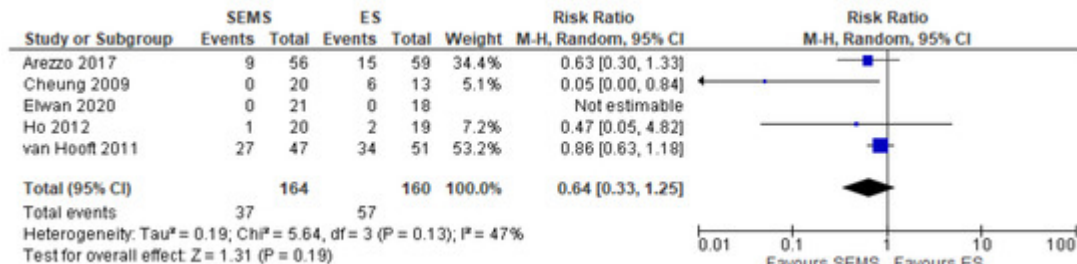 SEMS ES Risk Ratio Risk Ratio
Study or Subgroup Events Total Events Total Weight M-H, Random, 95% CI M-H, Random, 95% CI
Arezzo 2017 9 56 15 59 34.4% 0.63 [0.30, 1.33]
Cheung 2009 0 20 6 13 5.1% 0.05 [0.00, 0.84]
Elwan 2020 0 21 0 18 Not estimable
Ho 2012 1 20 2 19 7.2% 0.47 [0.05, 4.82]
van Hooft 2011 27 47 34 51 53.2% 0.86 [0.63, 1.18]
Total (95% CI) 164 160 100.0% 0.64 [0.33, 1.25]
Total events 37 57
Heterogeneity: Tau² = 0.19; Chi² = 5.64, df = 3 (P = 0.13); I² = 47%
Test for overall effect: Z = 1.31 (P = 0.19)
0.01 0.1 1 10 100
Favours SEMS Favours ES